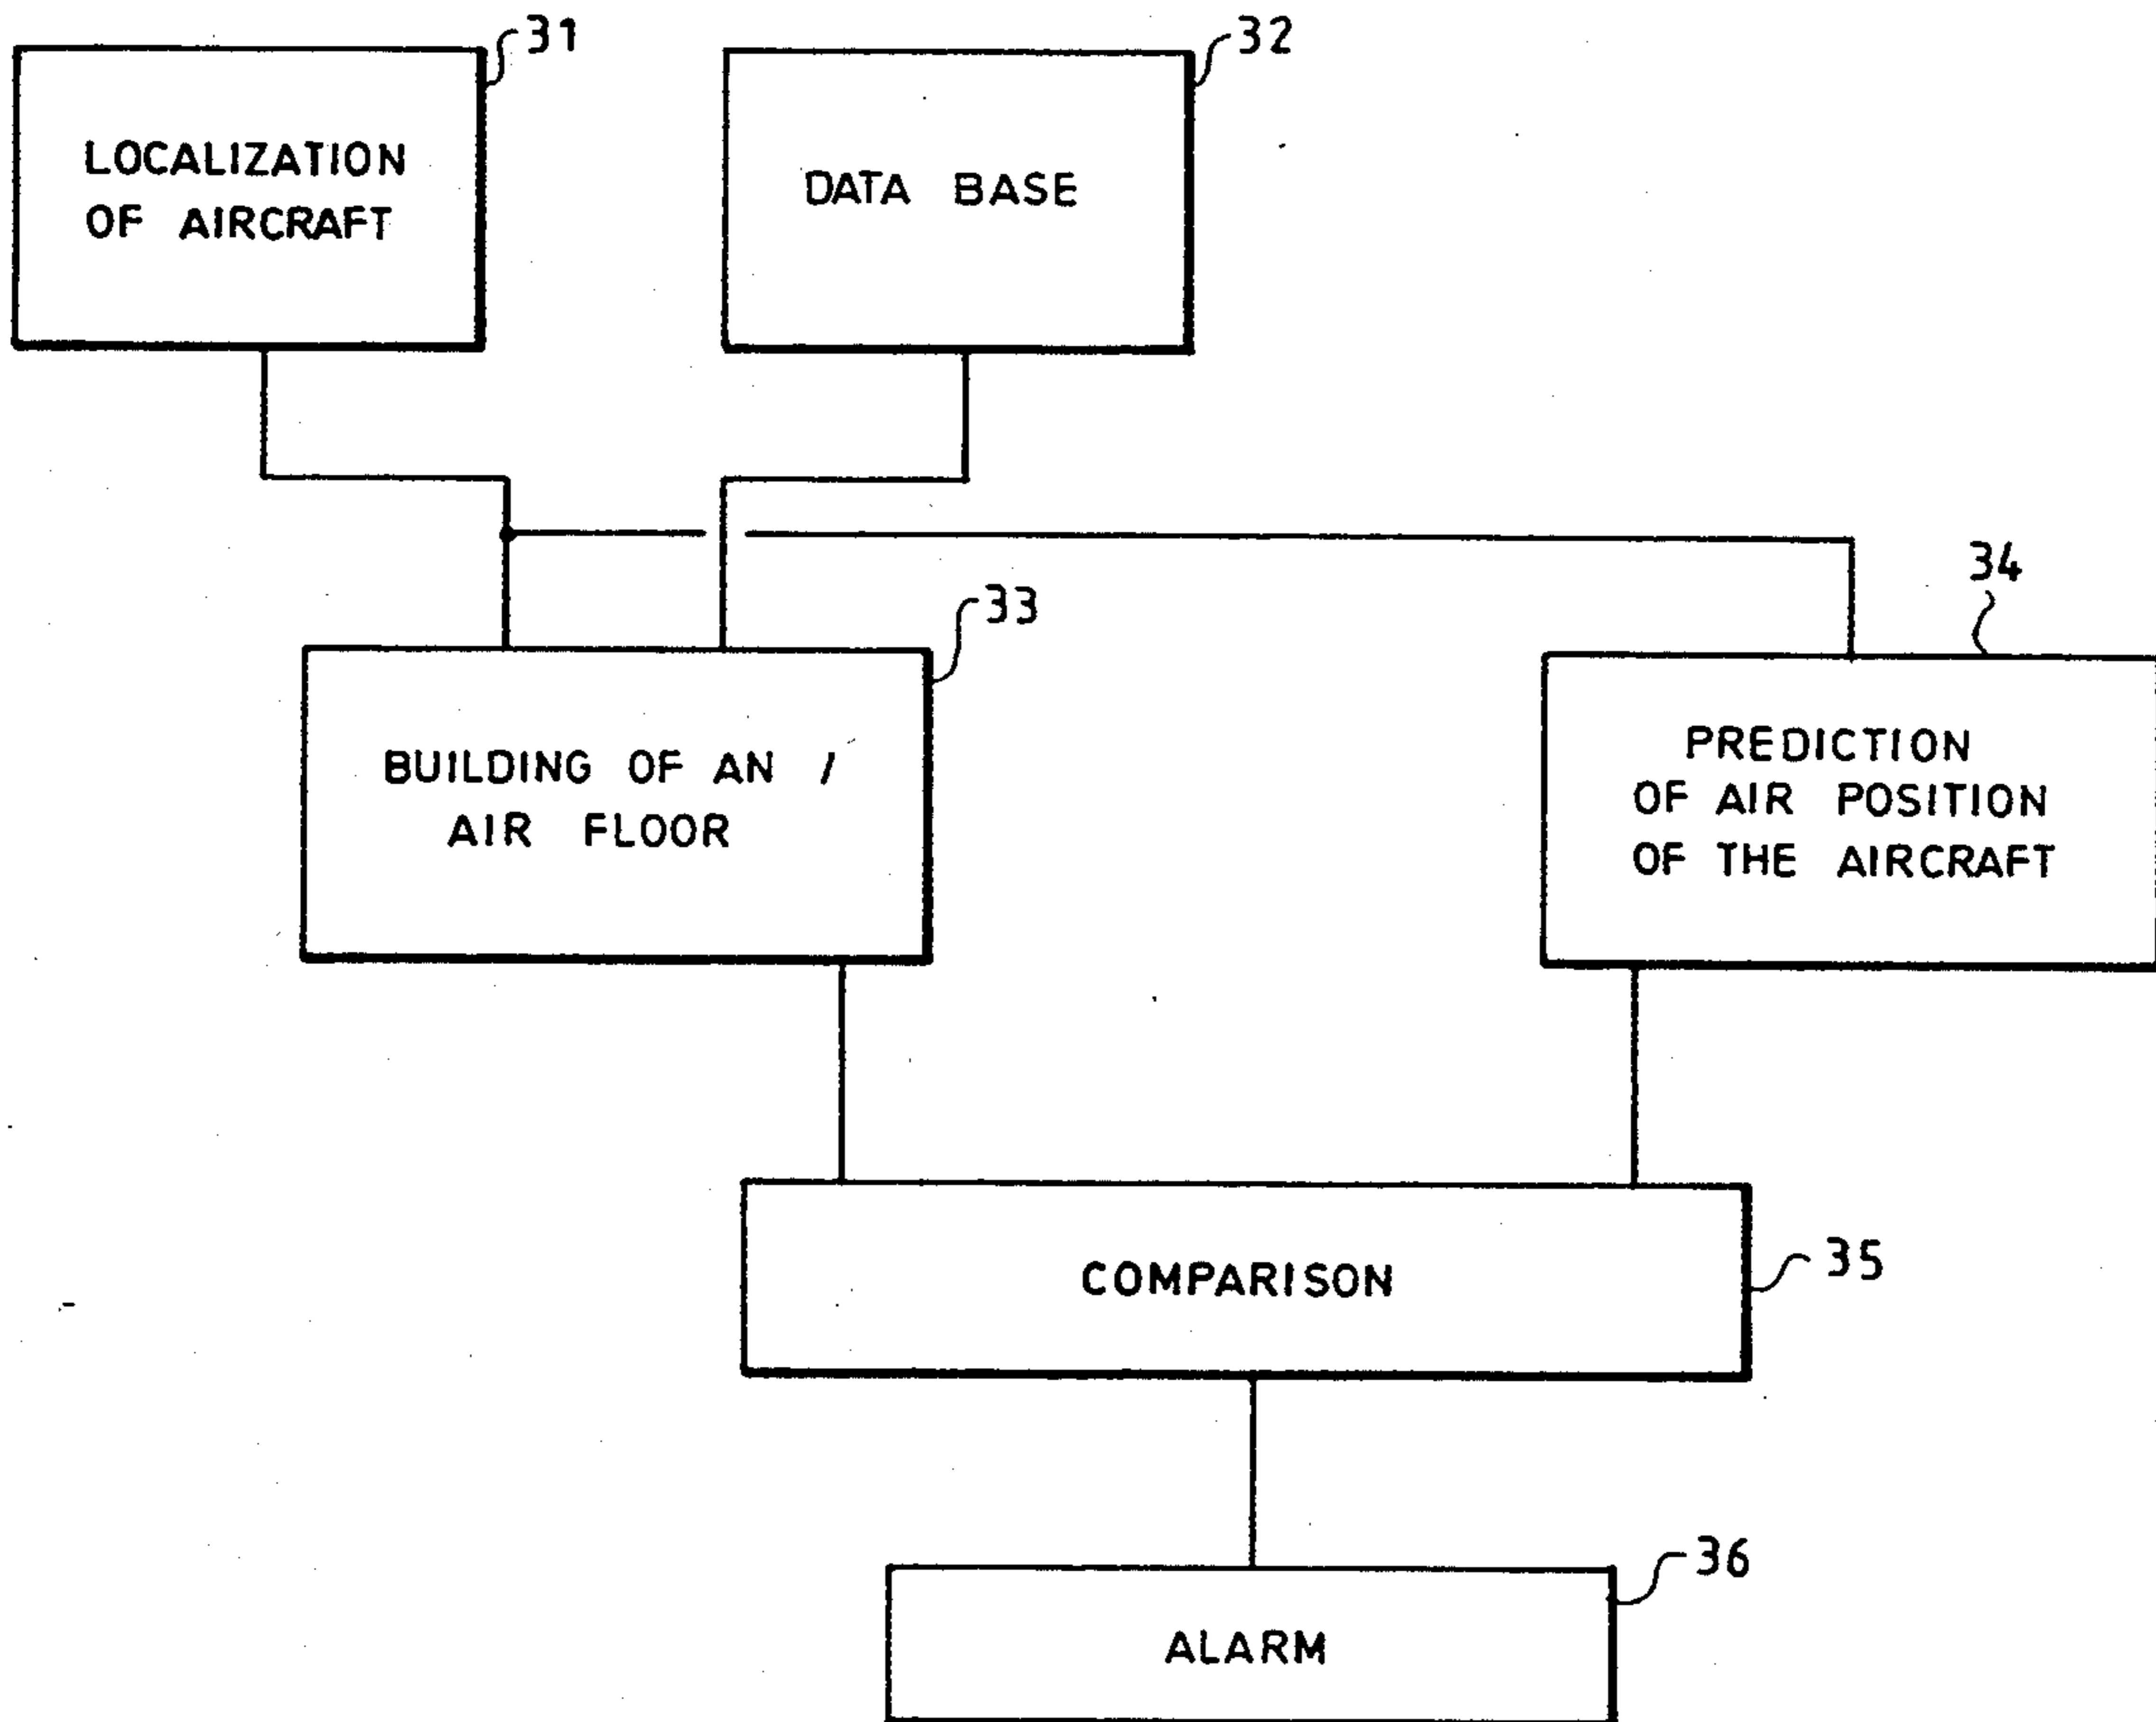 31
LOCALIZATION
OF AIRCRAFT
32
DATA BASE
33
BUILDING OF AN /
AIR FLOOR
34
PREDICTION
OF AIR POSITION
OF THE AIRCRAFT
35
COMPARISON
36
ALARM